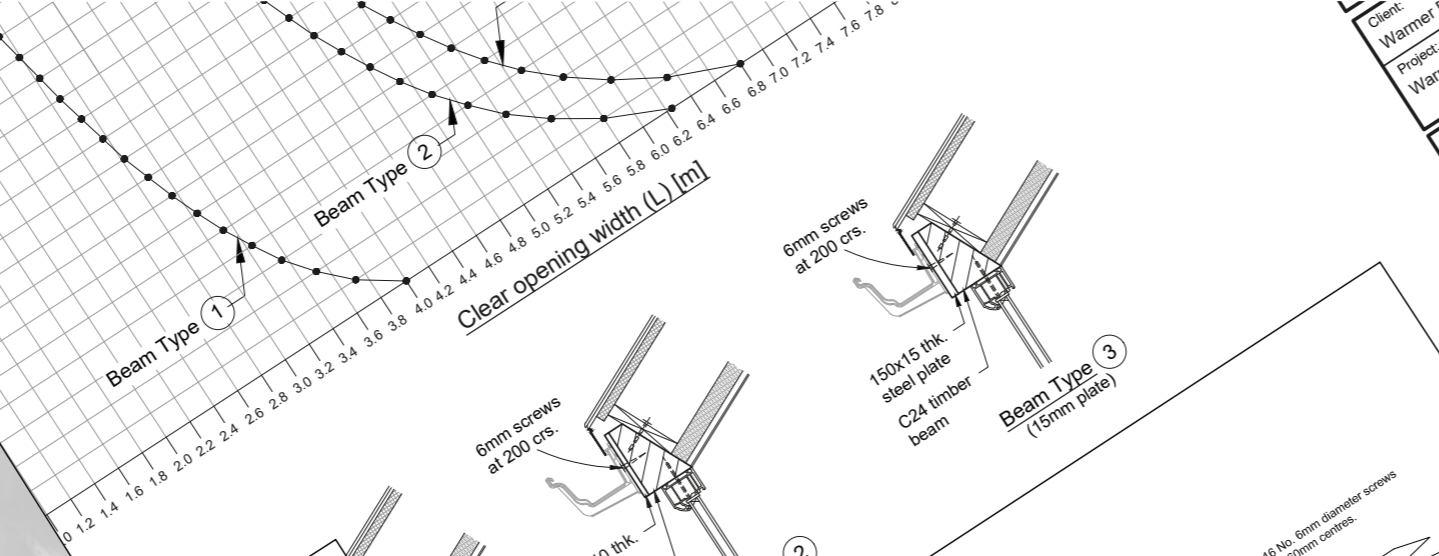 Beam Type 1
Beam Type 2
1.2 1.4 1.6 1.8 2.0 2.2 2.4 2.6 2.8 3.0 3.2 3.4 3.6 3.8 4.0 4.2 4.4 4.6 4.8 5.0 5.2 5.4 5.6 5.8 6.0 6.2 6.4 6.6 6.8 7.0 7.2 7.4 7.6 7.8
Clear opening width (L) [m]
6mm screws
at 200 crs.
150x15 thk.
steel plate
C24 timber
beam
Beam Type 3
(15mm plate)
6mm screws
at 200 crs.
thk.
2
Client:
Warmer
Project:
16 No. 6mm diameter screws
centres.